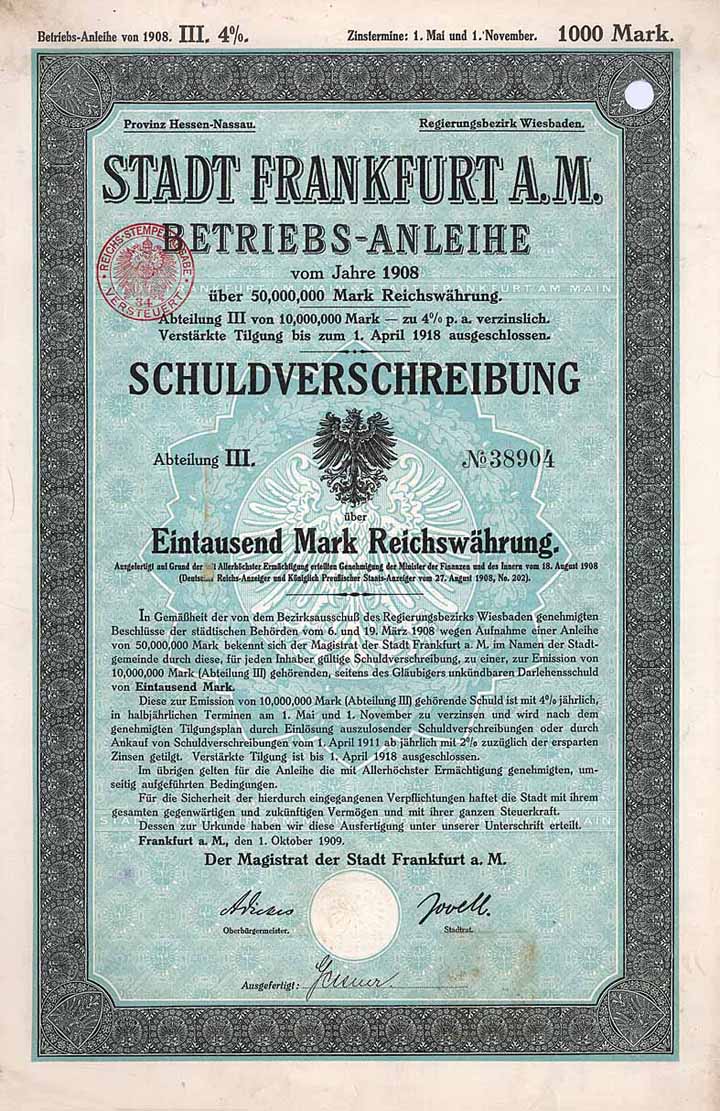 Betriebs-Anleihe von 1908. III. 4%. Zinstermine: 1. Mai und 1. November. 1000 Mark.
Provinz Hessen-Nassau. Regierungsbezirk Wiesbaden.
STADT FRANKFURT A. M.
BETRIEBS-ANLEIHE
vom Jahre 1908
über 50,000,000 Mark Reichswährung.
Abteilung III von 10,000,000 Mark — zu 4% p. a. verzinslich.
Verstärkte Tilgung bis zum 1. April 1918 ausgeschlossen.
REICHS-STEMPELABGABE
34
VERSTEUERT
SCHULDVERSCHREIBUNG
Abteilung III. № 38904
über
Eintausend Mark Reichswährung.
Ausgefertigt auf Grund der mit Allerhöchster Ermächtigung erteilten Genehmigung der Minister der Finanzen und des Innern vom 18. August 1908
(Deutscher Reichs-Anzeiger und Königlich Preußischer Staats-Anzeiger vom 27. August 1908, No. 202).
In Gemäßheit der von dem Bezirksausschuß des Regierungsbezirks Wiesbaden genehmigten
Beschlüsse der städtischen Behörden vom 6. und 19. März 1908 wegen Aufnahme einer Anleihe
von 50,000,000 Mark bekennt sich der Magistrat der Stadt Frankfurt a. M. im Namen der Stadt-
gemeinde durch diese, für jeden Inhaber gültige Schuldverschreibung, zu einer, zur Emission von
10,000,000 Mark (Abteilung III) gehörenden, seitens des Gläubigers unkündbaren Darlehensschuld
von Eintausend Mark.
Diese zur Emission von 10,000,000 Mark (Abteilung III) gehörende Schuld ist mit 4% jährlich,
in halbjährlichen Terminen am 1. Mai und 1. November zu verzinsen und wird nach dem
genehmigten Tilgungsplan durch Einlösung auszulosender Schuldverschreibungen oder durch
Ankauf von Schuldverschreibungen vom 1. April 1911 ab jährlich mit 2% zuzüglich der ersparten
Zinsen getilgt. Verstärkte Tilgung ist bis 1. April 1918 ausgeschlossen.
Im übrigen gelten für die Anleihe die mit Allerhöchster Ermächtigung genehmigten, um-
seitig aufgeführten Bedingungen.
Für die Sicherheit der hierdurch eingegangenen Verpflichtungen haftet die Stadt mit ihrem
gesamten gegenwärtigen und zukünftigen Vermögen und mit ihrer ganzen Steuerkraft.
Dessen zur Urkunde haben wir diese Ausfertigung unter unserer Unterschrift erteilt.
Frankfurt a. M., den 1. Oktober 1909.
Der Magistrat der Stadt Frankfurt a. M.
Adickes
Oberbürgermeister. Stadtrat.
Ausgefertigt: